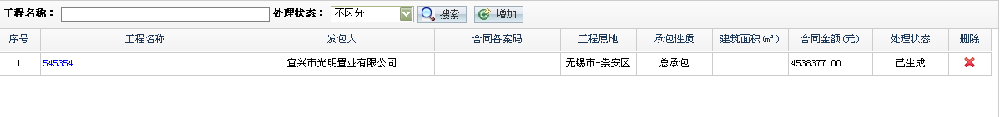 工程名称： 处理状态： 不区分 搜索 增加
序号 工程名称 发包人 合同备案码 工程属地 承包性质 建筑面积(㎡) 合同金额(元) 处理状态 删除
1 545354 宜兴市光明置业有限公司 无锡市-崇安区 总承包 4538377.00 已生成